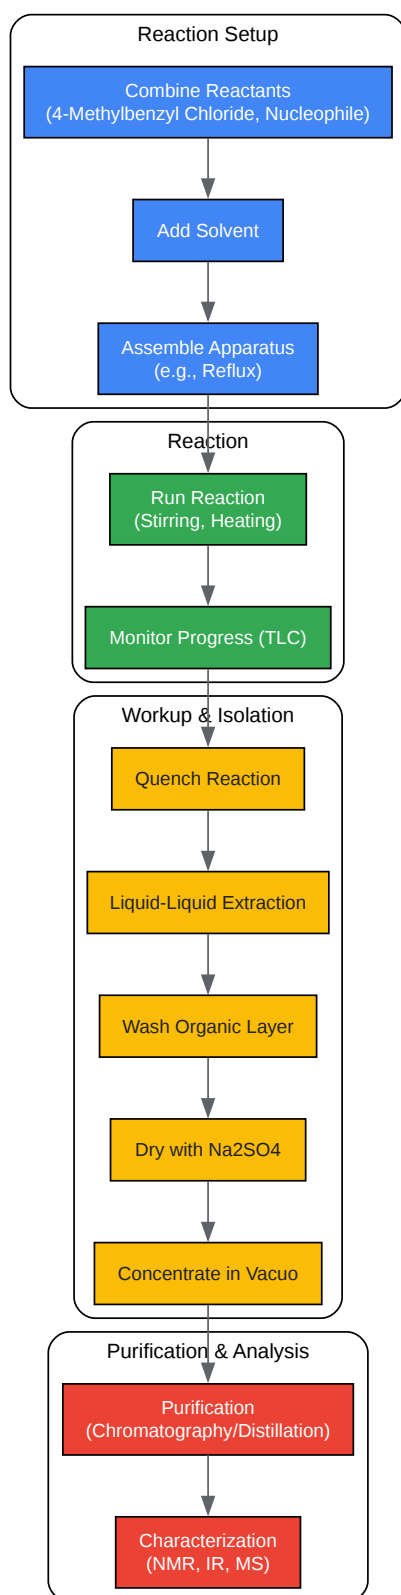 Reaction Setup
Combine Reactants
(4-Methylbenzyl Chloride, Nucleophile)
Add Solvent
Assemble Apparatus
(e.g., Reflux)
Reaction
Run Reaction
(Stirring, Heating)
Monitor Progress (TLC)
Workup & Isolation
Quench Reaction
Liquid-Liquid Extraction
Wash Organic Layer
Dry with Na2SO4
Concentrate in Vacuo
Purification & Analysis
Purification
(Chromatography/Distillation)
Characterization
(NMR, IR, MS)